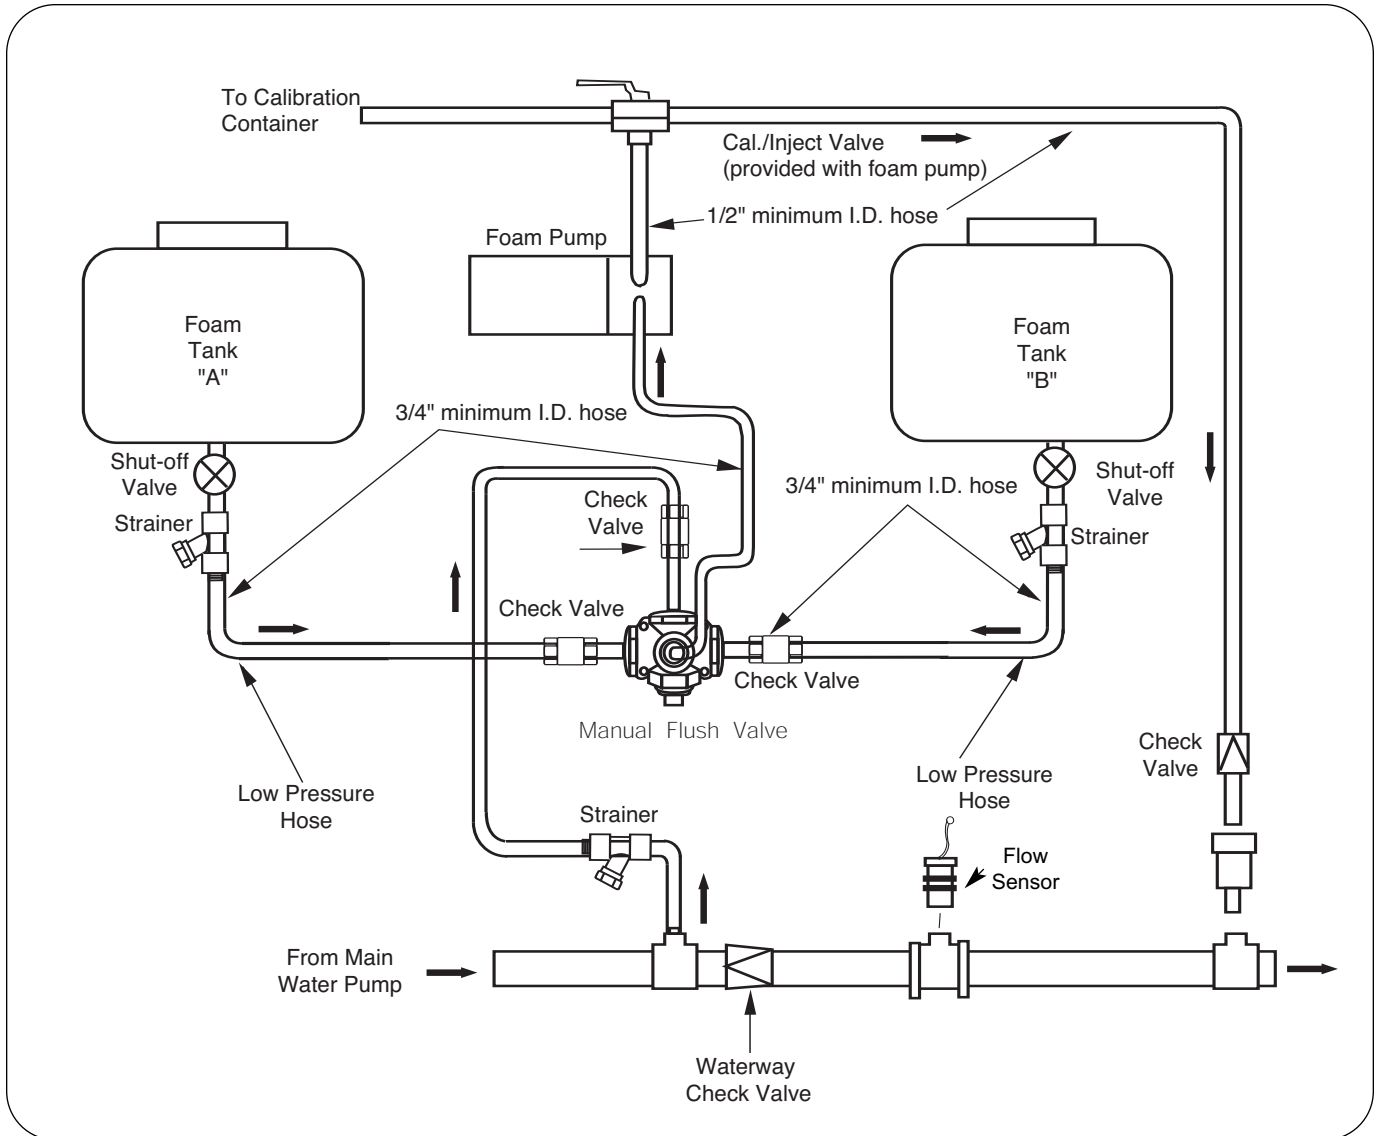 To Calibration
Container
Cal./Inject Valve
(provided with foam pump)
1/2" minimum I.D. hose
Foam Pump
Foam
Tank
"A"
Foam
Tank
"B"
3/4" minimum I.D. hose
Shut-off
Valve
Strainer
Check
Valve
3/4" minimum I.D. hose
Shut-off
Valve
Strainer
Check Valve
Check Valve
Manual Flush Valve
Low Pressure
Hose
Low Pressure
Hose
Check
Valve
Strainer
Flow
Sensor
From Main
Water Pump
Waterway
Check Valve